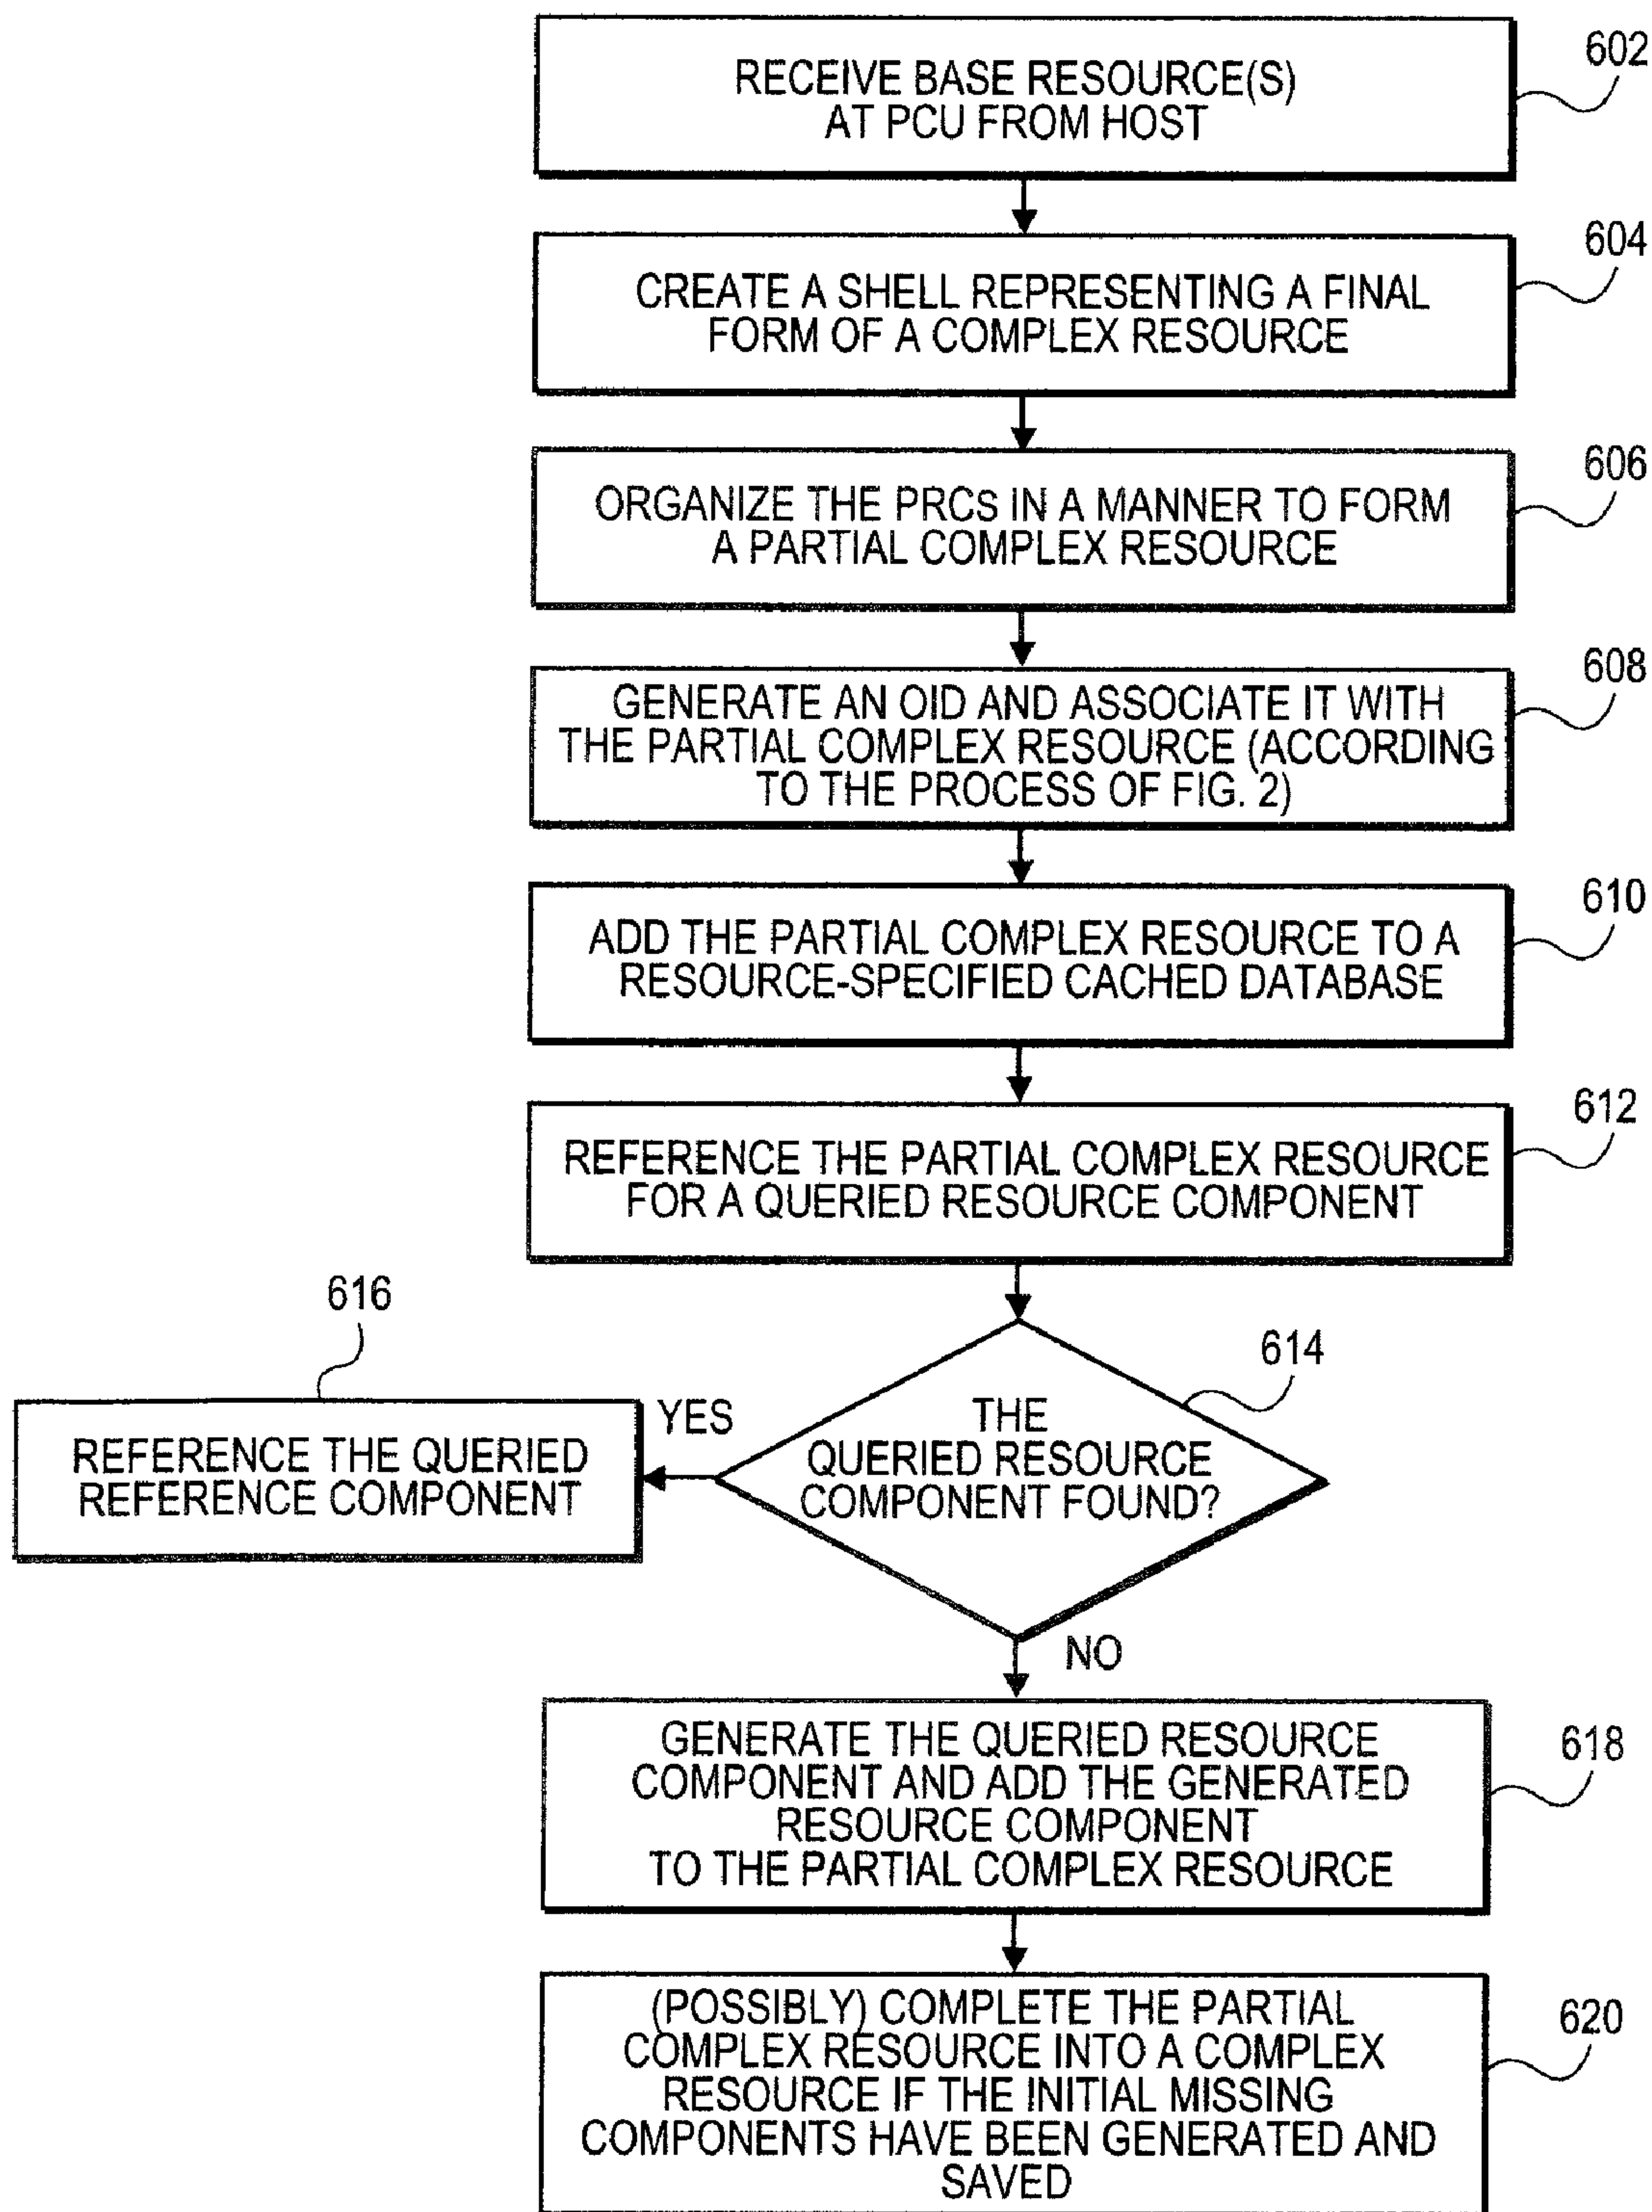 RECEIVE BASE RESOURCE(S)
AT PCU FROM HOST
602
CREATE A SHELL REPRESENTING A FINAL
FORM OF A COMPLEX RESOURCE
604
ORGANIZE THE PRCs IN A MANNER TO FORM
A PARTIAL COMPLEX RESOURCE
606
GENERATE AN OID AND ASSOCIATE IT WITH
THE PARTIAL COMPLEX RESOURCE (ACCORDING
TO THE PROCESS OF FIG. 2)
608
ADD THE PARTIAL COMPLEX RESOURCE TO A
RESOURCE-SPECIFIED CACHED DATABASE
610
REFERENCE THE PARTIAL COMPLEX RESOURCE
FOR A QUERIED RESOURCE COMPONENT
612
THE
QUERIED RESOURCE
COMPONENT FOUND?
614
YES
616
REFERENCE THE QUERIED
REFERENCE COMPONENT
NO
GENERATE THE QUERIED RESOURCE
COMPONENT AND ADD THE GENERATED
RESOURCE COMPONENT
TO THE PARTIAL COMPLEX RESOURCE
618
(POSSIBLY) COMPLETE THE PARTIAL
COMPLEX RESOURCE INTO A COMPLEX
RESOURCE IF THE INITIAL MISSING
COMPONENTS HAVE BEEN GENERATED AND
SAVED
620